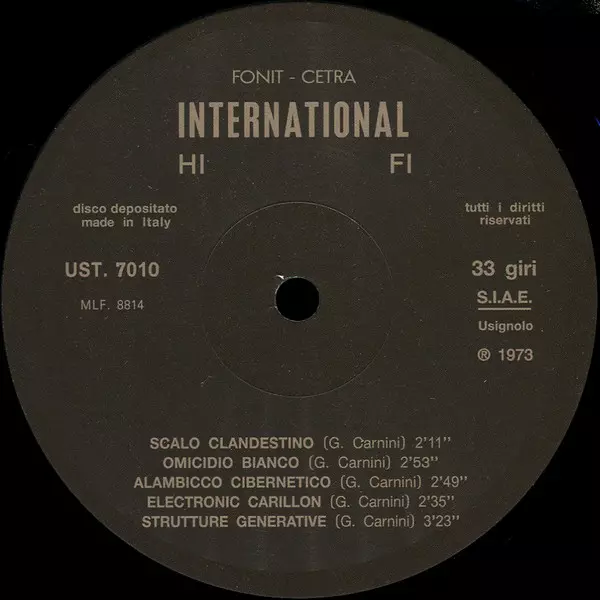 FONIT - CETRA
INTERNATIONAL
HI FI
disco depositato
made in Italy
tutti i diritti
riservati
UST. 7010
MLF. 8814
33 giri
S.I.A.E.
Usignolo
℗ 1973
SCALO CLANDESTINO (G. Carnini) 2'11"
OMICIDIO BIANCO (G. Carnini) 2'53"
ALAMBICCO CIBERNETICO (G. Carnini) 2'49"
ELECTRONIC CARILLON (G. Carnini) 2'35"
STRUTTURE GENERATIVE (G. Carnini) 3'23"